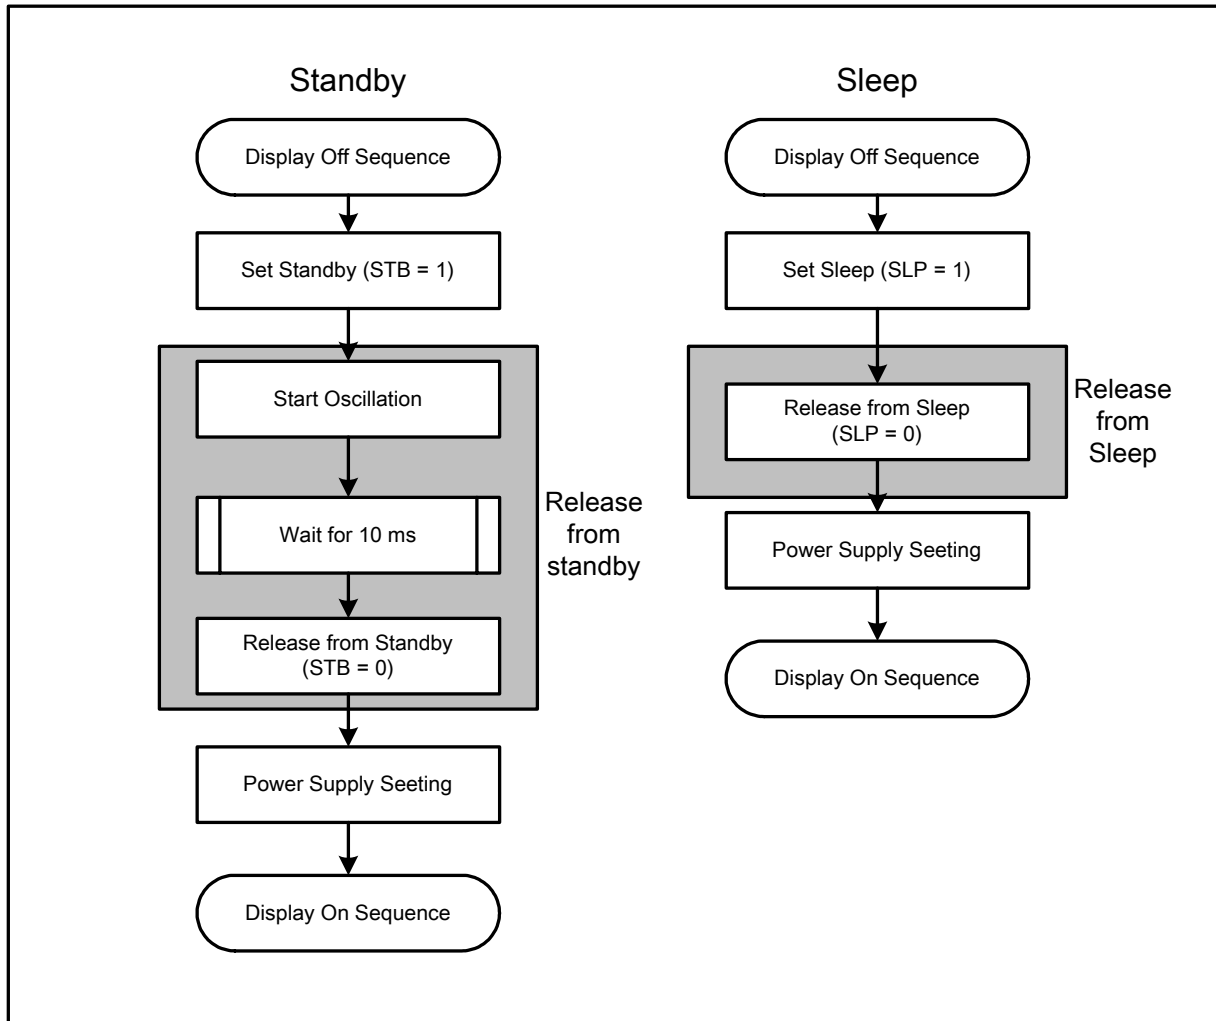 Standby
Display Off Sequence
Set Standby (STB = 1)
Start Oscillation
Wait for 10 ms
Release from Standby
(STB = 0)
Release
from
standby
Power Supply Seeting
Display On Sequence
Sleep
Display Off Sequence
Set Sleep (SLP = 1)
Release from Sleep
(SLP = 0)
Release
from
Sleep
Power Supply Seeting
Display On Sequence